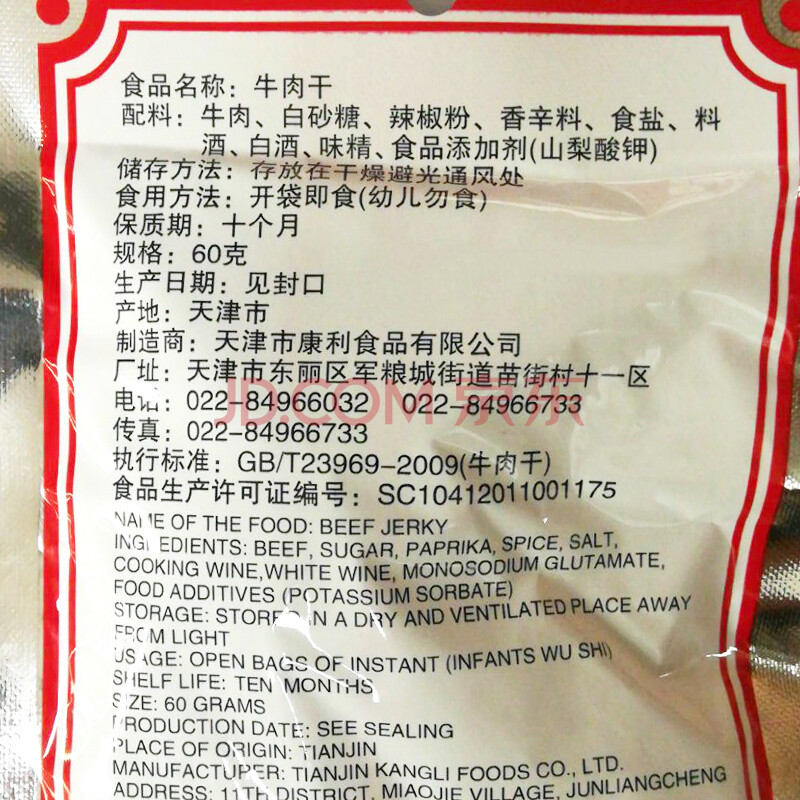 食品名称：牛肉干
配料：牛肉、白砂糖、辣椒粉、香辛料、食盐、料
酒、白酒、味精、食品添加剂(山梨酸钾)
储存方法：存放在干燥避光通风处
食用方法：开袋即食(幼儿勿食)
保质期：十个月
规格：60克
生产日期：见封口
产地：天津市
制造商：天津市康利食品有限公司
厂址：天津市东丽区军粮城街道苗街村十一区
电话：022-84966032 022-84966733
JD.COM 京东
传真：022-84966733
执行标准：GB/T23969-2009(牛肉干)
食品生产许可证编号：SC10412011001175
NAME OF THE FOOD: BEEF JERKY
INGREDIENTS: BEEF, SUGAR, PAPRIKA, SPICE, SALT,
COOKING WINE,WHITE WINE, MONOSODIUM GLUTAMATE,
FOOD ADDITIVES (POTASSIUM SORBATE)
STORAGE: STORE IN A DRY AND VENTILATED PLACE AWAY
FROM LIGHT
USAGE: OPEN BAGS OF INSTANT (INFANTS WU SHI)
SHELF LIFE: TEN MONTHS
SIZE: 60 GRAMS
PRODUCTION DATE: SEE SEALING
PLACE OF ORIGIN: TIANJIN
MANUFACTURER: TIANJIN KANGLI FOODS CO., LTD.
ADDRESS: 11TH DISTRICT, MIAOJIE VILLAGE, JUNLIANGCHENG